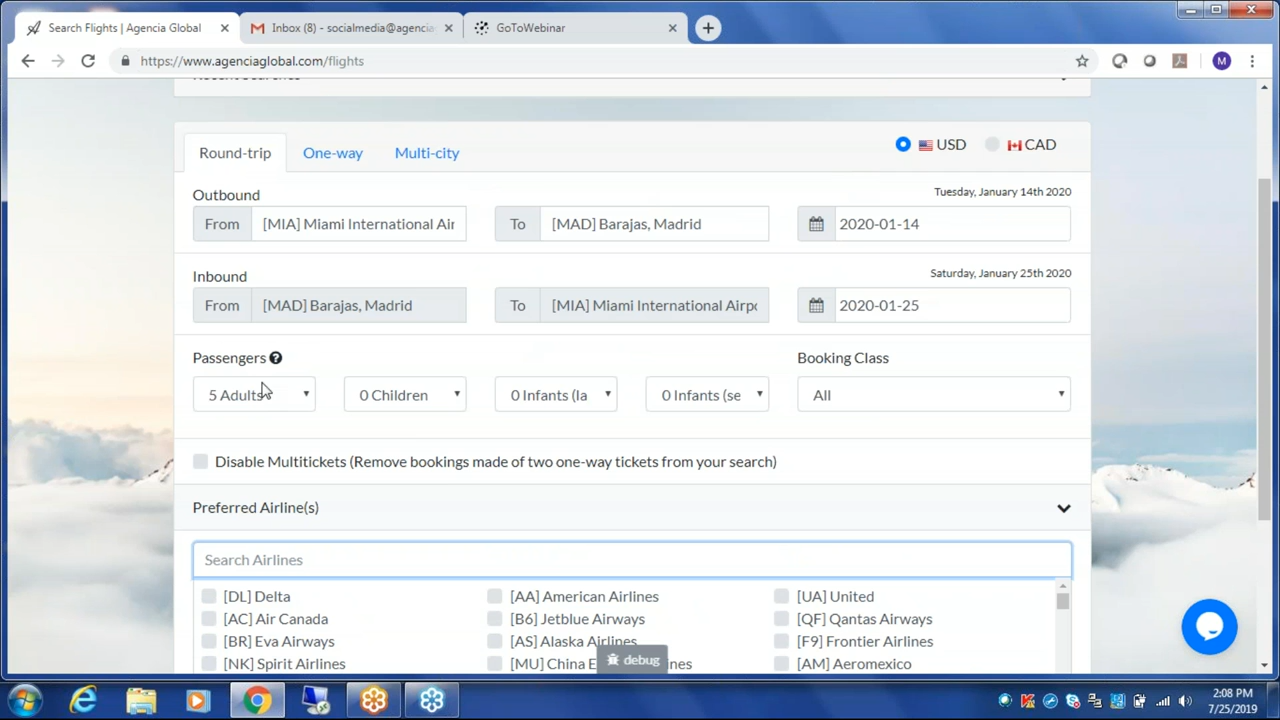 Search Flights | Agencia Global
Inbox (8) - socialmedia@agencia
GoToWebinar
https://www.agenciaglobal.com/flights
M
Round-trip
One-way
Multi-city
USD
CAD
Outbound
Tuesday, January 14th 2020
From
[MIA] Miami International Air
To
[MAD] Barajas, Madrid
2020-01-14
Inbound
Saturday, January 25th 2020
From
[MAD] Barajas, Madrid
To
[MIA] Miami International Airpo
2020-01-25
Passengers
Booking Class
5 Adults
0 Children
0 Infants (la
0 Infants (se
All
Disable Multitickets (Remove bookings made of two one-way tickets from your search)
Preferred Airline(s)
Search Airlines
[DL] Delta
[AA] American Airlines
[UA] United
[AC] Air Canada
[B6] Jetblue Airways
[QF] Qantas Airways
[BR] Eva Airways
[AS] Alaska Airlines
[F9] Frontier Airlines
[NK] Spirit Airlines
[MU] China E nes
[AM] Aeromexico
debug
2:08 PM
7/25/2019